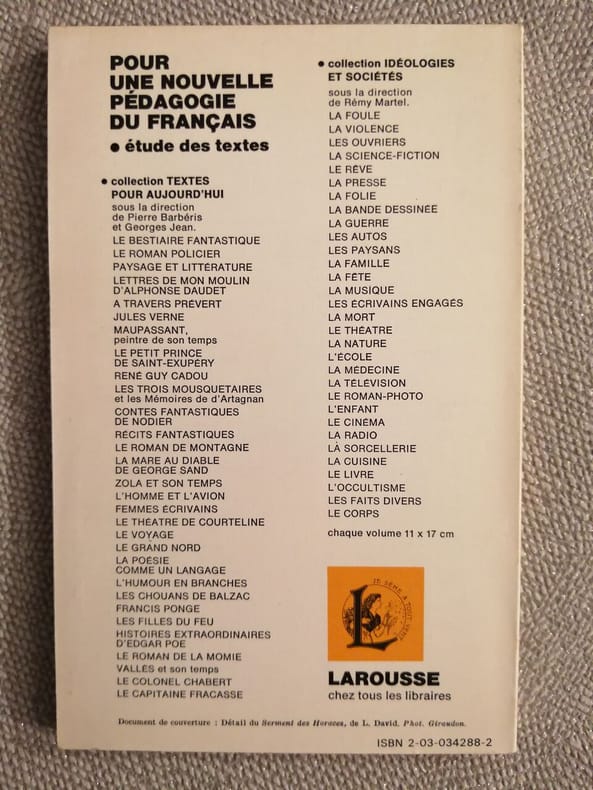 POUR
UNE NOUVELLE
PÉDAGOGIE
DU FRANÇAIS
● étude des textes
● collection TEXTES
POUR AUJOURD'HUI
sous la direction
de Pierre Barbéris
et Georges Jean.
LE BESTIAIRE FANTASTIQUE
LE ROMAN POLICIER
PAYSAGE ET LITTÉRATURE
LETTRES DE MON MOULIN
D'ALPHONSE DAUDET
A TRAVERS PRÉVERT
JULES VERNE
MAUPASSANT,
peintre de son temps
LE PETIT PRINCE
DE SAINT-EXUPÉRY
RENÉ GUY CADOU
LES TROIS MOUSQUETAIRES
et les Mémoires de d'Artagnan
CONTES FANTASTIQUES
DE NODIER
RÉCITS FANTASTIQUES
LE ROMAN DE MONTAGNE
LA MARE AU DIABLE
DE GEORGE SAND
ZOLA ET SON TEMPS
L'HOMME ET L'AVION
FEMMES ÉCRIVAINS
LE THÉATRE DE COURTELINE
LE VOYAGE
LE GRAND NORD
LA POÉSIE
COMME UN LANGAGE
L'HUMOUR EN BRANCHES
LES CHOUANS DE BALZAC
FRANCIS PONGE
LES FILLES DU FEU
HISTOIRES EXTRAORDINAIRES
D'EDGAR POE
LE ROMAN DE LA MOMIE
VALLÈS et son temps
LE COLONEL CHABERT
LE CAPITAINE FRACASSE
● collection IDÉOLOGIES
ET SOCIÉTÉS
sous la direction
de Rémy Martel.
LA FOULE
LA VIOLENCE
LES OUVRIERS
LA SCIENCE-FICTION
LE RÊVE
LA PRESSE
LA FOLIE
LA BANDE DESSINÉE
LA GUERRE
LES AUTOS
LES PAYSANS
LA FAMILLE
LA FÊTE
LA MUSIQUE
LES ÉCRIVAINS ENGAGÉS
LA MORT
LE THÉATRE
LA NATURE
L'ÉCOLE
LA MÉDECINE
LA TÉLÉVISION
LE ROMAN-PHOTO
L'ENFANT
LE CINÉMA
LA RADIO
LA SORCELLERIE
LA CUISINE
LE LIVRE
L'OCCULTISME
LES FAITS DIVERS
LE CORPS
chaque volume 11 x 17 cm
JE SÈME A TOUT VENT
L
LAROUSSE
chez tous les libraires
Document de couverture : Détail du Serment des Horaces, de L. David. Phot. Giraudon.
ISBN 2-03-034288-2